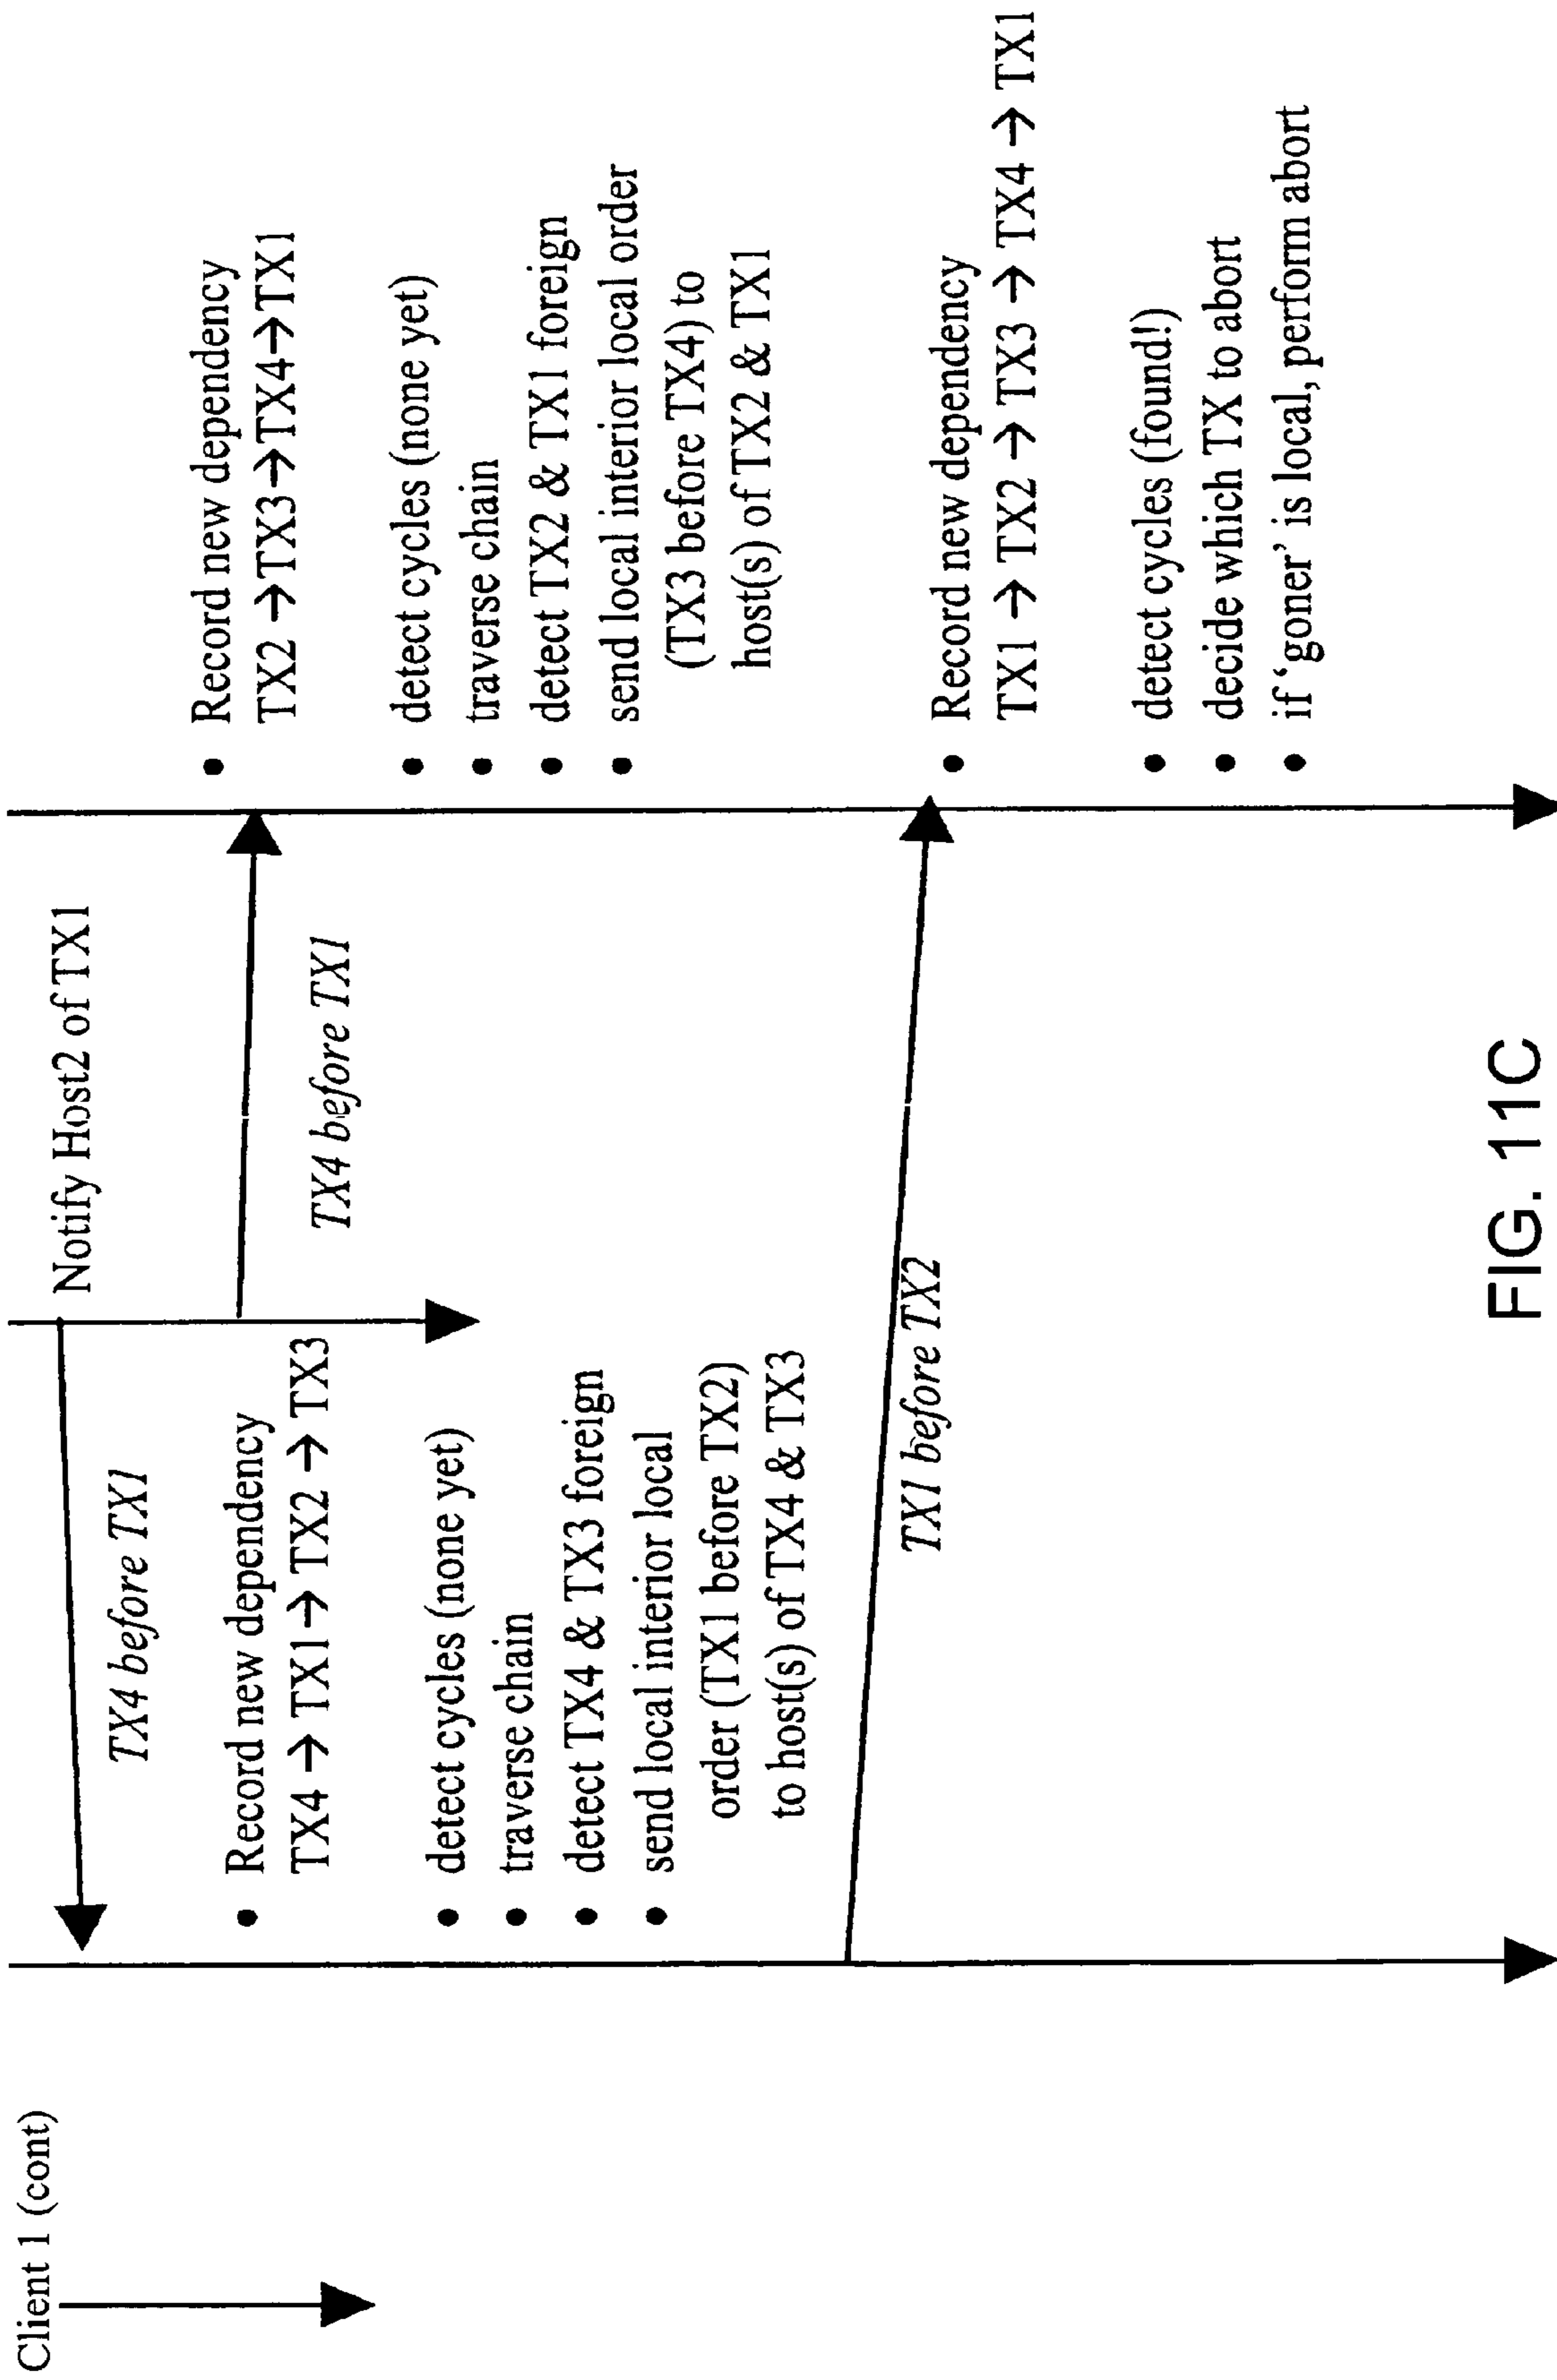 Client 1 (cont)
Notify Host2 of TX1
TX4 before TX1
• Record new dependency
TX4 → TX1→ TX2 → TX3
• detect cycles (none yet)
• traverse chain
• detect TX4 & TX3 foreign
• send local interior local
order (TX1 before TX2)
to host(s) of TX4 & TX3
TX4 before TX1
• Record new dependency
TX2 →TX3→TX4→TX1
• detect cycles (none yet)
• traverse chain
• detect TX2 & TX1 foreign
• send local interior local order
(TX3 before TX4) to
host(s) of TX2 & TX1
TX1 before TX2
• Record new dependency
TX1 → TX2 → TX3 → TX4 → TX1
• detect cycles (found!)
• decide which TX to abort
• if ‘goner’ is local, perform abort
FIG. 11C